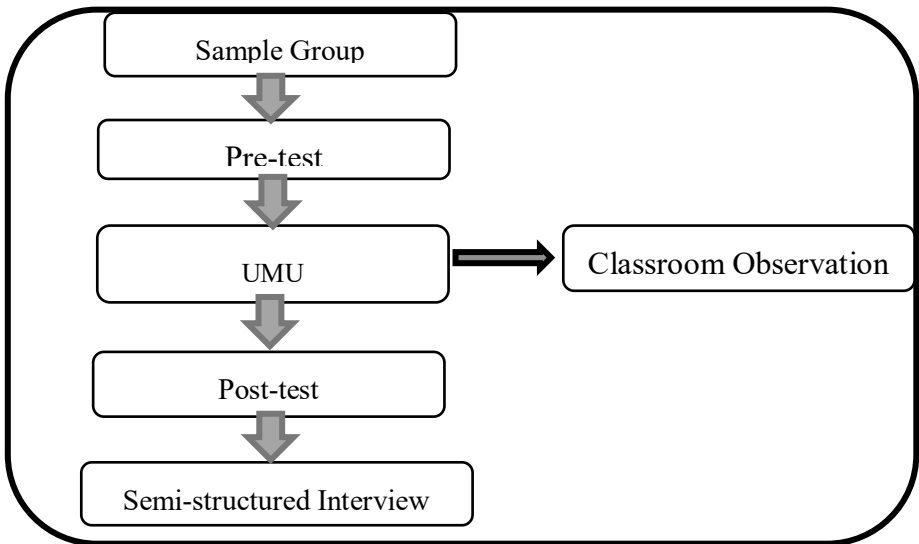 Sample Group
Pre-test
UMU
Classroom Observation
Post-test
Semi-structured Interview